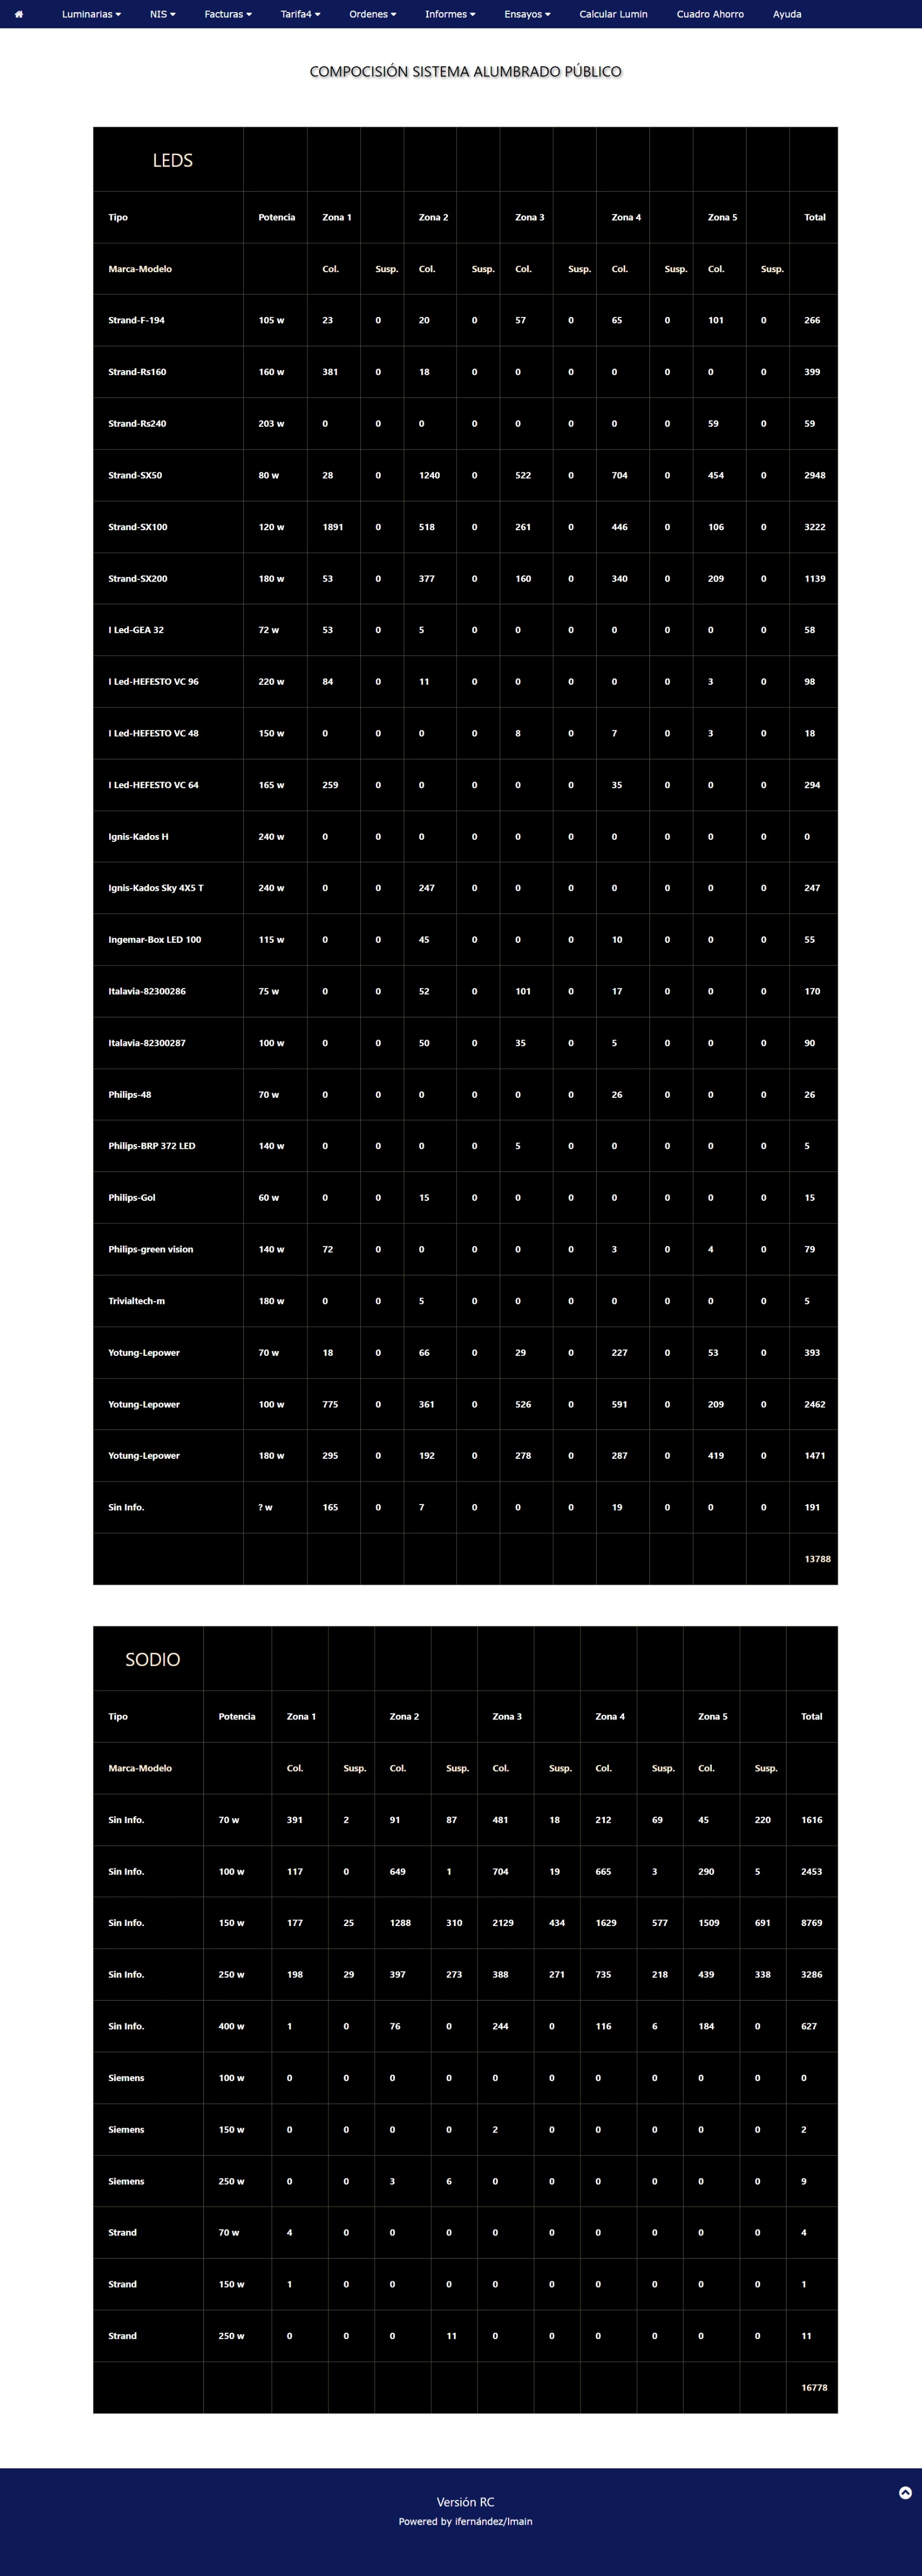 Luminarias NIS Facturas Tarifa4 Ordenes Informes Ensayos Calcular Lumin Cuadro Ahorro Ayuda
COMPOCISIÓN SISTEMA ALUMBRADO PÚBLICO
LEDS
Tipo Potencia Zona 1 Zona 2 Zona 3 Zona 4 Zona 5 Total
Marca-Modelo Col. Susp. Col. Susp. Col. Susp. Col. Susp. Col. Susp.
Strand-F-194 105 w 23 0 20 0 57 0 65 0 101 0 266
Strand-Rs160 160 w 381 0 18 0 0 0 0 0 0 0 399
Strand-Rs240 203 w 0 0 0 0 0 0 0 0 59 0 59
Strand-SX50 80 w 28 0 1240 0 522 0 704 0 454 0 2948
Strand-SX100 120 w 1891 0 518 0 261 0 446 0 106 0 3222
Strand-SX200 180 w 53 0 377 0 160 0 340 0 209 0 1139
I Led-GEA 32 72 w 53 0 5 0 0 0 0 0 0 0 58
I Led-HEFESTO VC 96 220 w 84 0 11 0 0 0 0 0 3 0 98
I Led-HEFESTO VC 48 150 w 0 0 0 0 8 0 7 0 3 0 18
I Led-HEFESTO VC 64 165 w 259 0 0 0 0 0 35 0 0 0 294
Ignis-Kados H 240 w 0 0 0 0 0 0 0 0 0 0 0
Ignis-Kados Sky 4X5 T 240 w 0 0 247 0 0 0 0 0 0 0 247
Ingemar-Box LED 100 115 w 0 0 45 0 0 0 10 0 0 0 55
Italavia-82300286 75 w 0 0 52 0 101 0 17 0 0 0 170
Italavia-82300287 100 w 0 0 50 0 35 0 5 0 0 0 90
Philips-48 70 w 0 0 0 0 0 0 26 0 0 0 26
Philips-BRP 372 LED 140 w 0 0 0 0 5 0 0 0 0 0 5
Philips-Gol 60 w 0 0 15 0 0 0 0 0 0 0 15
Philips-green vision 140 w 72 0 0 0 0 0 3 0 4 0 79
Trivialtech-m 180 w 0 0 5 0 0 0 0 0 0 0 5
Yotung-Lepower 70 w 18 0 66 0 29 0 227 0 53 0 393
Yotung-Lepower 100 w 775 0 361 0 526 0 591 0 209 0 2462
Yotung-Lepower 180 w 295 0 192 0 278 0 287 0 419 0 1471
Sin Info. ? w 165 0 7 0 0 0 19 0 0 0 191
13788
SODIO
Tipo Potencia Zona 1 Zona 2 Zona 3 Zona 4 Zona 5 Total
Marca-Modelo Col. Susp. Col. Susp. Col. Susp. Col. Susp. Col. Susp.
Sin Info. 70 w 391 2 91 87 481 18 212 69 45 220 1616
Sin Info. 100 w 117 0 649 1 704 19 665 3 290 5 2453
Sin Info. 150 w 177 25 1288 310 2129 434 1629 577 1509 691 8769
Sin Info. 250 w 198 29 397 273 388 271 735 218 439 338 3286
Sin Info. 400 w 1 0 76 0 244 0 116 6 184 0 627
Siemens 100 w 0 0 0 0 0 0 0 0 0 0 0
Siemens 150 w 0 0 0 0 2 0 0 0 0 0 2
Siemens 250 w 0 0 3 6 0 0 0 0 0 0 9
Strand 70 w 4 0 0 0 0 0 0 0 0 0 4
Strand 150 w 1 0 0 0 0 0 0 0 0 0 1
Strand 250 w 0 0 0 11 0 0 0 0 0 0 11
16778
Versión RC
Powered by ifernández/lmain